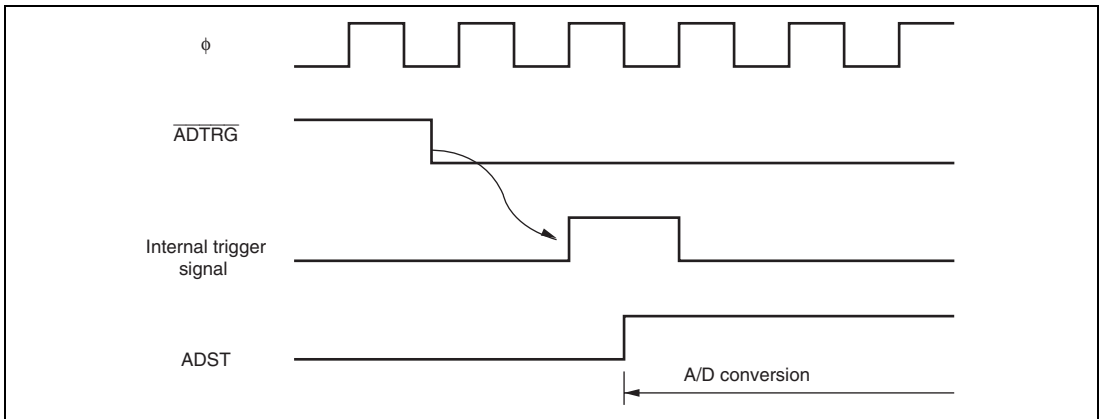 ϕ
ADTRG
Internal trigger
signal
ADST
A/D conversion